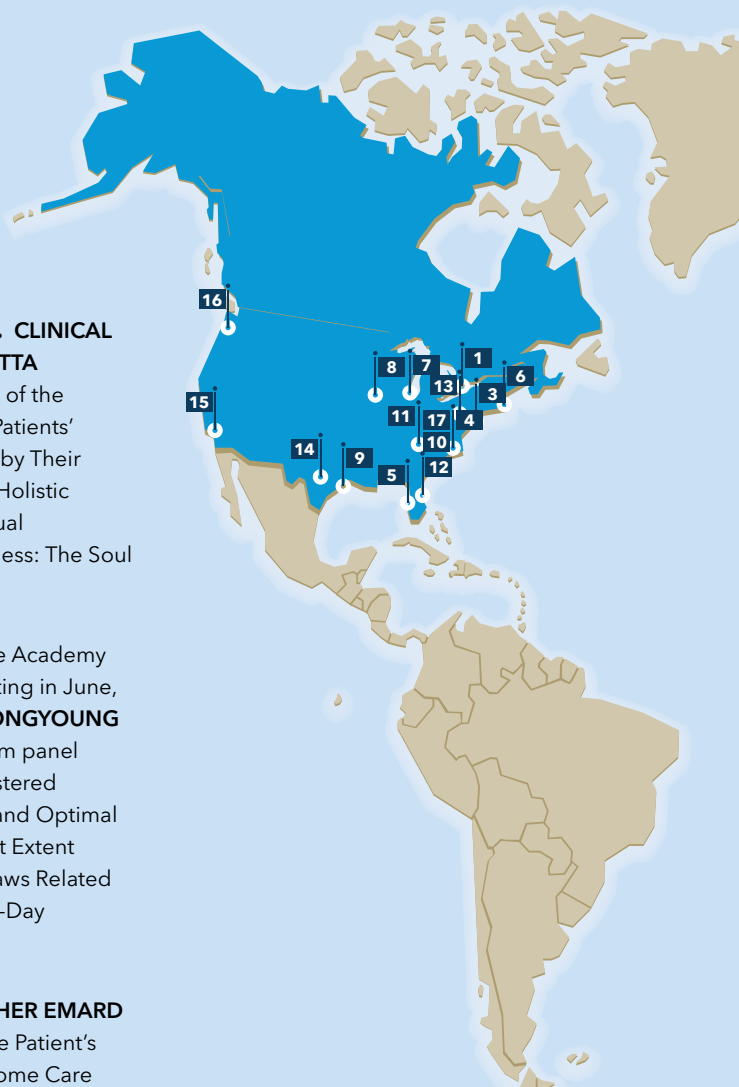 . CLINICAL
TTA
of the
Patients’
by Their
Holistic
ual
ess: The Soul
e Academy
ting in June,
ONGYOUNG
m panel
stered
and Optimal
t Extent
aws Related
-Day
HER EMARD
e Patient’s
ome Care
16
8
7
1
6
13
3
15
11
17
4
10
14
9
5
12